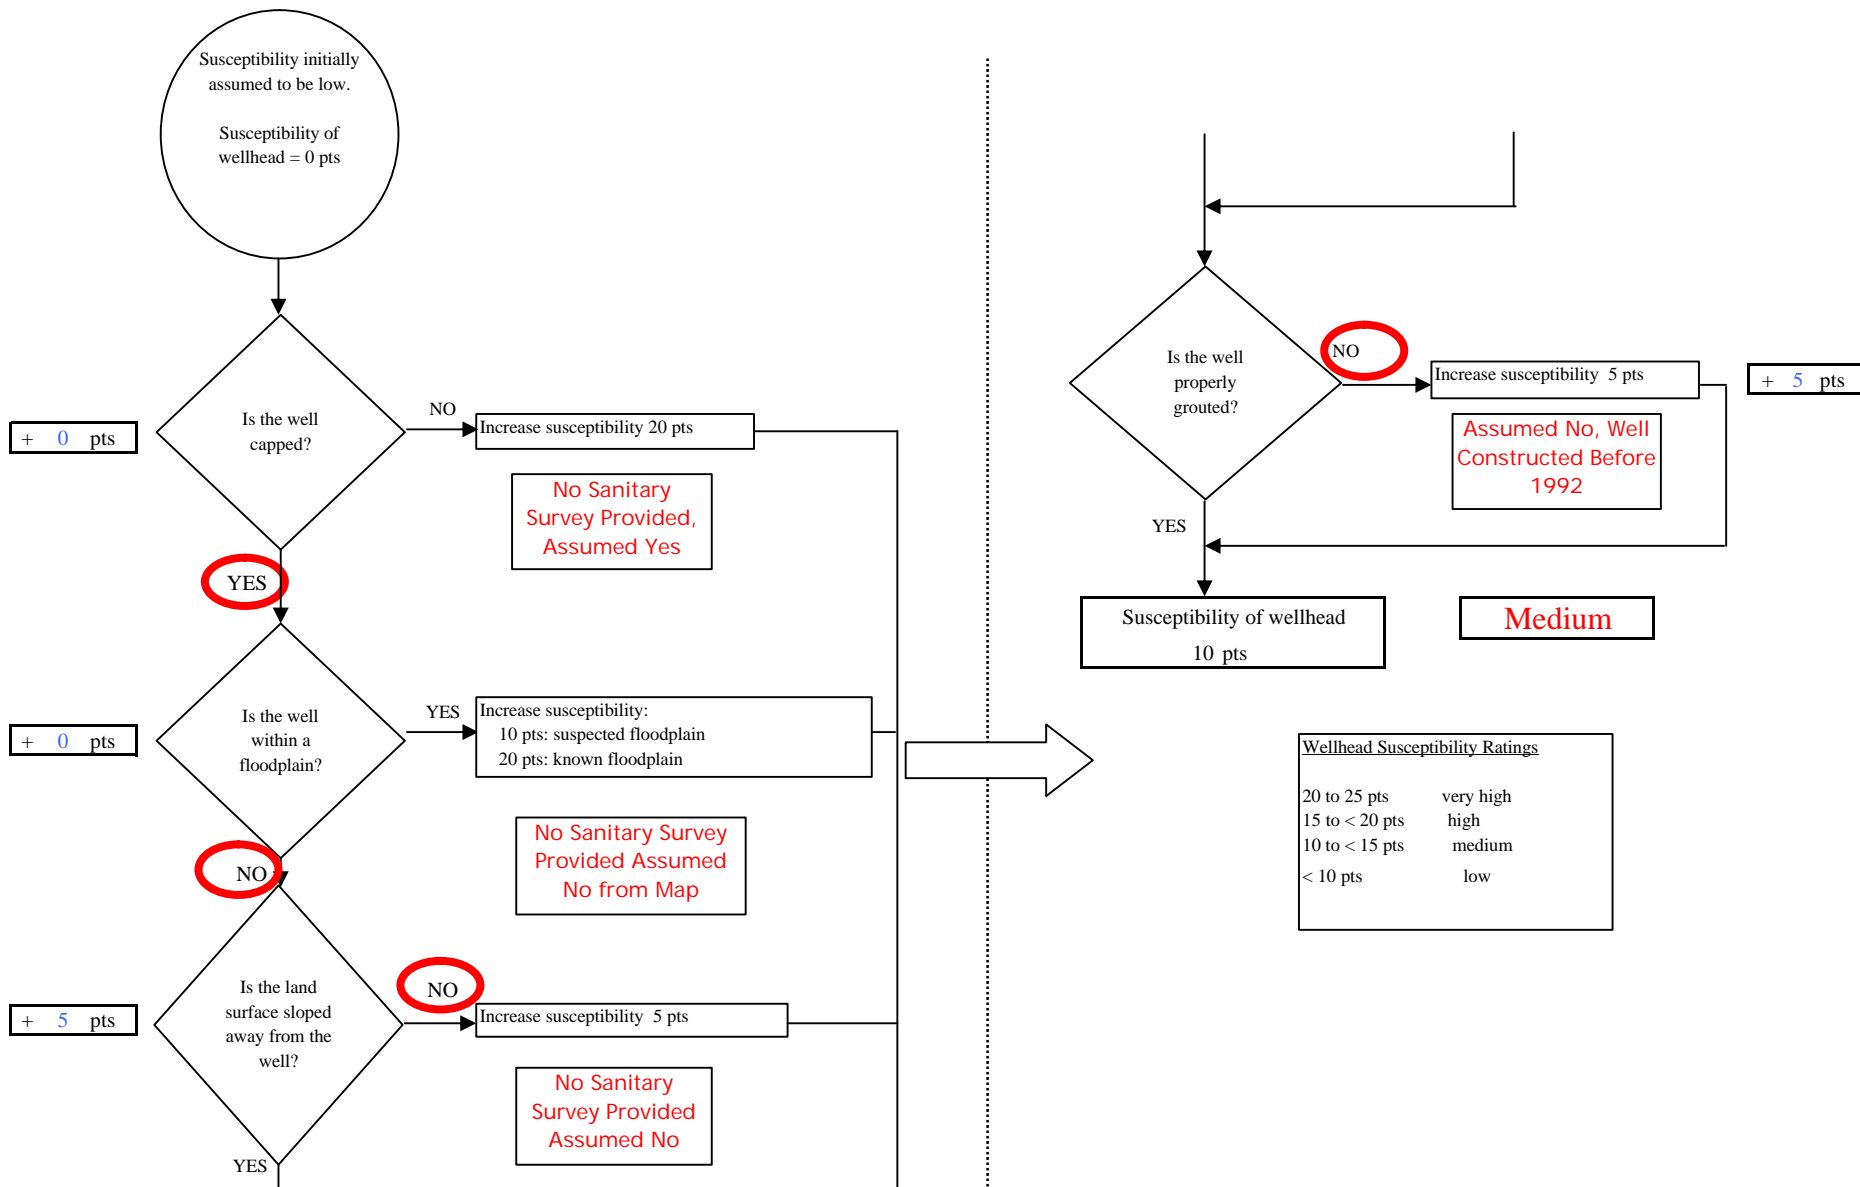 Susceptibility initially
assumed to be low.
Susceptibility of
wellhead = 0 pts
Is the well
capped?
NO
Increase susceptibility 20 pts
+ 0 pts
No Sanitary
Survey Provided,
Assumed Yes
YES
Is the well
within a
floodplain?
YES
Increase susceptibility:
10 pts: suspected floodplain
20 pts: known floodplain
+ 0 pts
No Sanitary Survey
Provided Assumed
No from Map
NO
Is the land
surface sloped
away from the
well?
NO
Increase susceptibility 5 pts
+ 5 pts
No Sanitary
Survey Provided
Assumed No
YES
Is the well
properly
grouted?
NO
Increase susceptibility 5 pts
+ 5 pts
Assumed No, Well
Constructed Before
1992
YES
Susceptibility of wellhead
10 pts
Medium
Wellhead Susceptibility Ratings
20 to 25 pts very high
15 to < 20 pts high
10 to < 15 pts medium
< 10 pts low